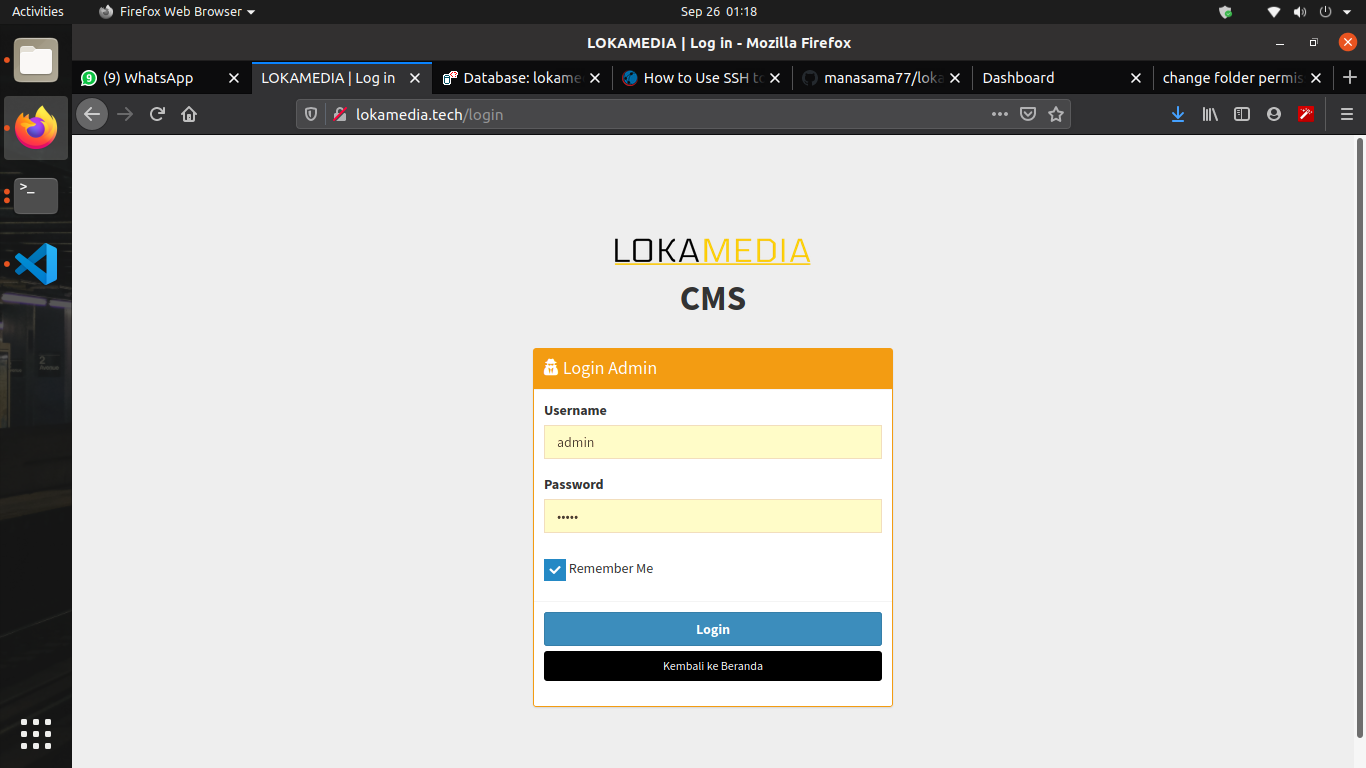 Activities
Firefox Web Browser
Sep 26 01:18
LOKAMEDIA | Log in - Mozilla Firefox
(9) WhatsApp
LOKAMEDIA | Log in
Database: lokame
How to Use SSH to
manasama77/loka
Dashboard
change folder permis
lokamedia.tech/login
LOKAMEDIA
CMS
Login Admin
Username
admin
Password
•••••
Remember Me
Login
Kembali ke Beranda